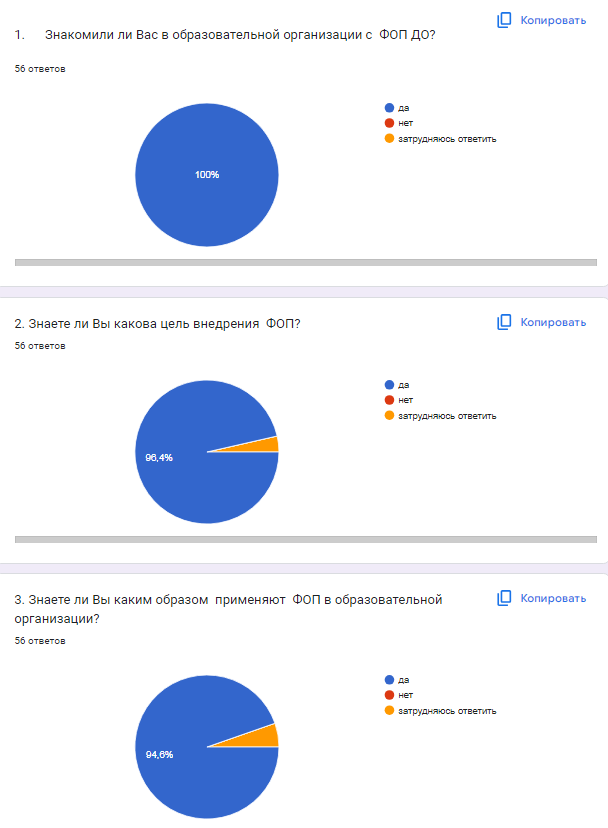 Копировать
1. Знакомили ли Вас в образовательной организации с ФОП ДО?
56 ответов
да
нет
затрудняюсь ответить
100%
Копировать
2. Знаете ли Вы какова цель внедрения ФОП?
56 ответов
да
нет
затрудняюсь ответить
96,4%
Копировать
3. Знаете ли Вы каким образом применяют ФОП в образовательной
организации?
56 ответов
да
нет
затрудняюсь ответить
94,6%